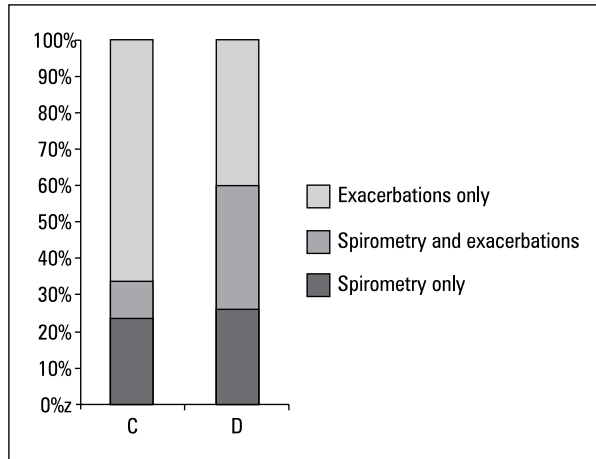 100%
90%
80%
70%
60%
50%
40%
30%
20%
10%
0%z
C D
Exacerbations only
Spirometry and exacerbations
Spirometry only